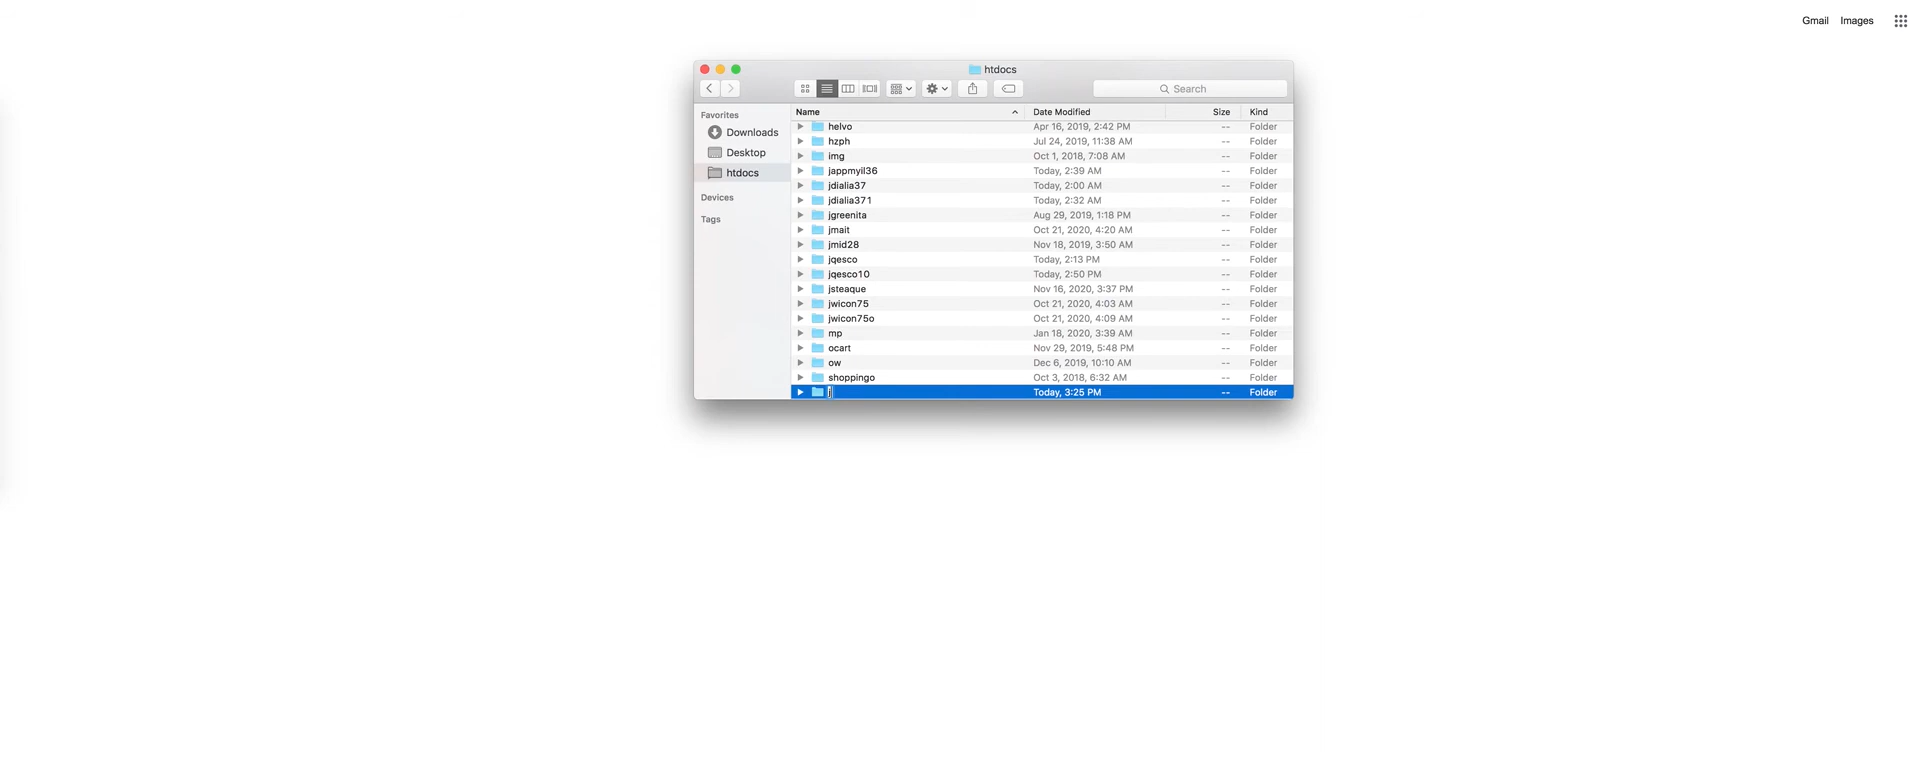 Gmail Images
htdocs
Search
Favorites
Downloads
Desktop
htdocs
Devices
Tags
Name Date Modified Size Kind
helvo Apr 16, 2019, 2:42 PM -- Folder
hzph Jul 24, 2019, 11:38 AM -- Folder
img Oct 1, 2018, 7:08 AM -- Folder
jappmyil36 Today, 2:39 AM -- Folder
jdialia37 Today, 2:00 AM -- Folder
jdialia371 Today, 2:32 AM -- Folder
jgreenita Aug 29, 2019, 1:18 PM -- Folder
jmait Oct 21, 2020, 4:20 AM -- Folder
jmid28 Nov 18, 2019, 3:50 AM -- Folder
jqesco Today, 2:13 PM -- Folder
jqesco10 Today, 2:50 PM -- Folder
jsteaque Nov 16, 2020, 3:37 PM -- Folder
jwicon75 Oct 21, 2020, 4:03 AM -- Folder
jwicon75o Oct 21, 2020, 4:09 AM -- Folder
mp Jan 18, 2020, 3:39 AM -- Folder
ocart Nov 29, 2019, 5:48 PM -- Folder
ow Dec 6, 2019, 10:10 AM -- Folder
shoppingo Oct 3, 2018, 6:32 AM -- Folder
j Today, 3:25 PM -- Folder